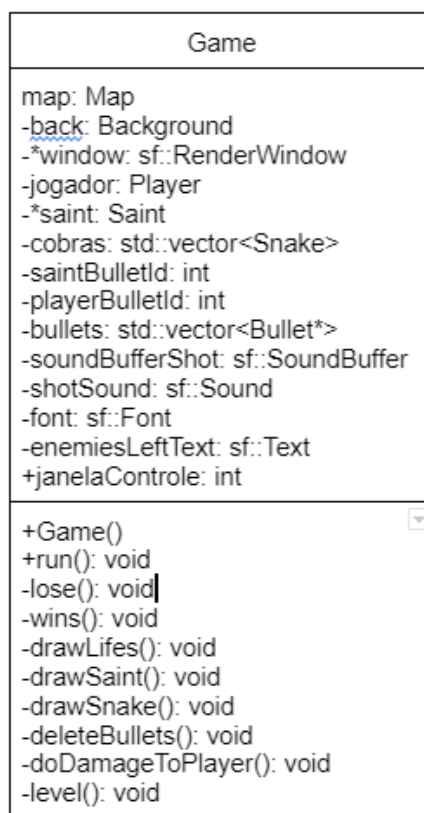 Game
map: Map
-back: Background
-*window: sf::RenderWindow
-jogador: Player
-*saint: Saint
-cobras: std::vector<Snake>
-saintBulletId: int
-playerBulletId: int
-bullets: std::vector<Bullet*>
-soundBufferShot: sf::SoundBuffer
-shotSound: sf::Sound
-font: sf::Font
-enemiesLeftText: sf::Text
+janelaControle: int
+Game()
+run(): void
-lose(): void
-wins(): void
-drawLifes(): void
-drawSaint(): void
-drawSnake(): void
-deleteBullets(): void
-doDamageToPlayer(): void
-level(): void